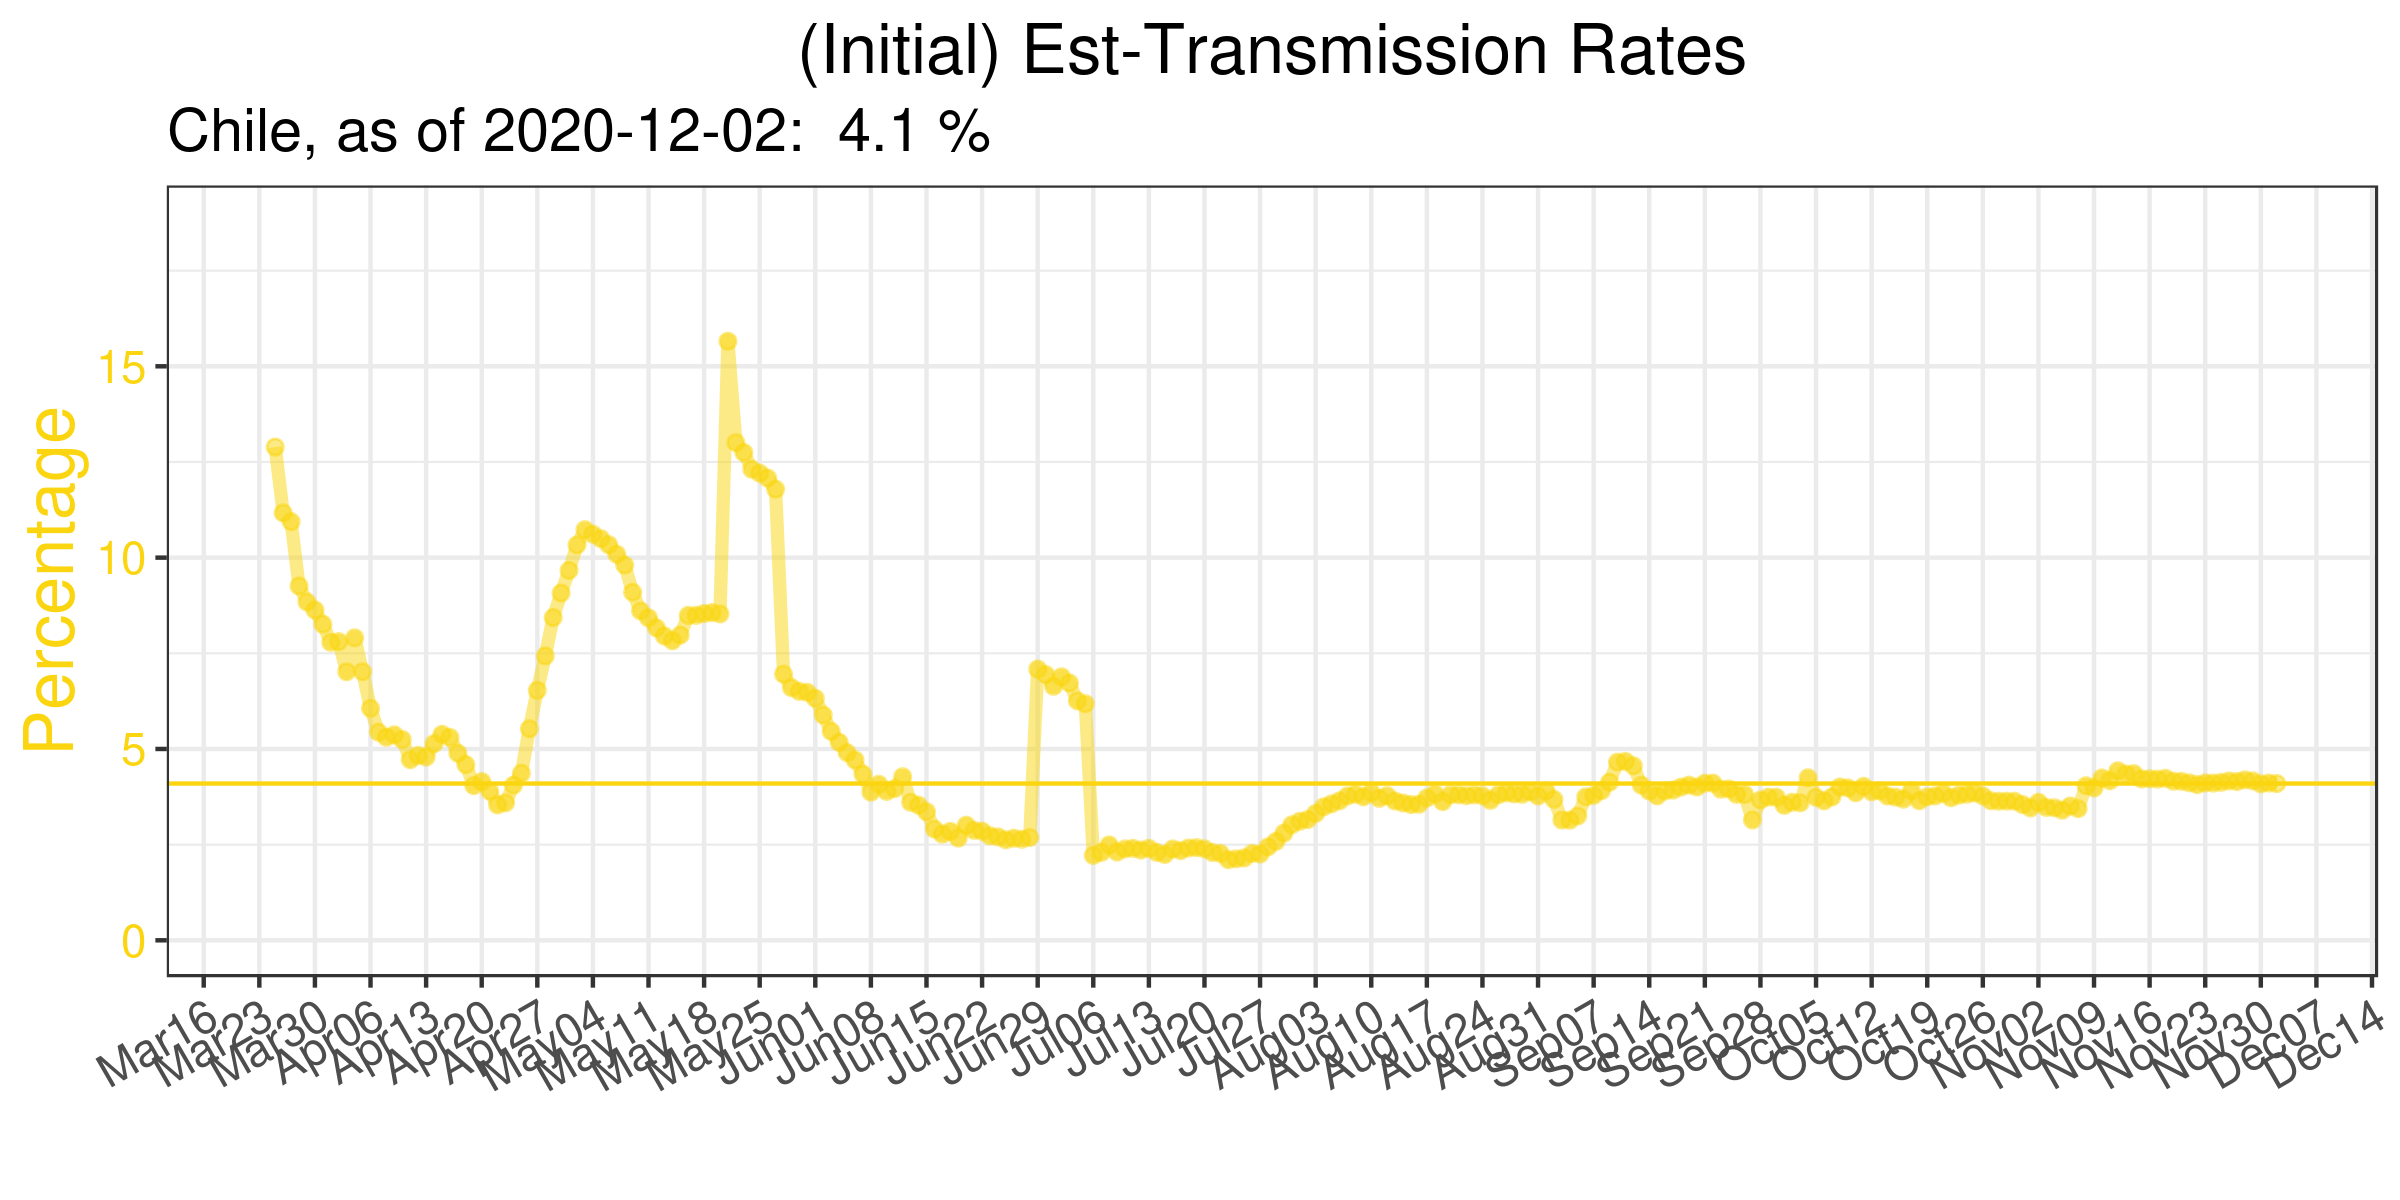 (Initial) Est-Transmission Rates
Chile, as of 2020-12-02:  4.1 %
Percentage
15
10
5
0
Mar16 Mar23 Mar30 Apr06 Apr13 Apr20 Apr27 May04 May11 May18 May25 Jun01 Jun08 Jun15 Jun22 Jun29 Jul06 Jul13 Jul20 Jul27 Aug03 Aug10 Aug17 Aug24 Aug31 Sep07 Sep14 Sep21 Sep28 Oct05 Oct12 Oct19 Oct26 Nov02 Nov09 Nov16 Nov23 Nov30 Dec07 Dec14